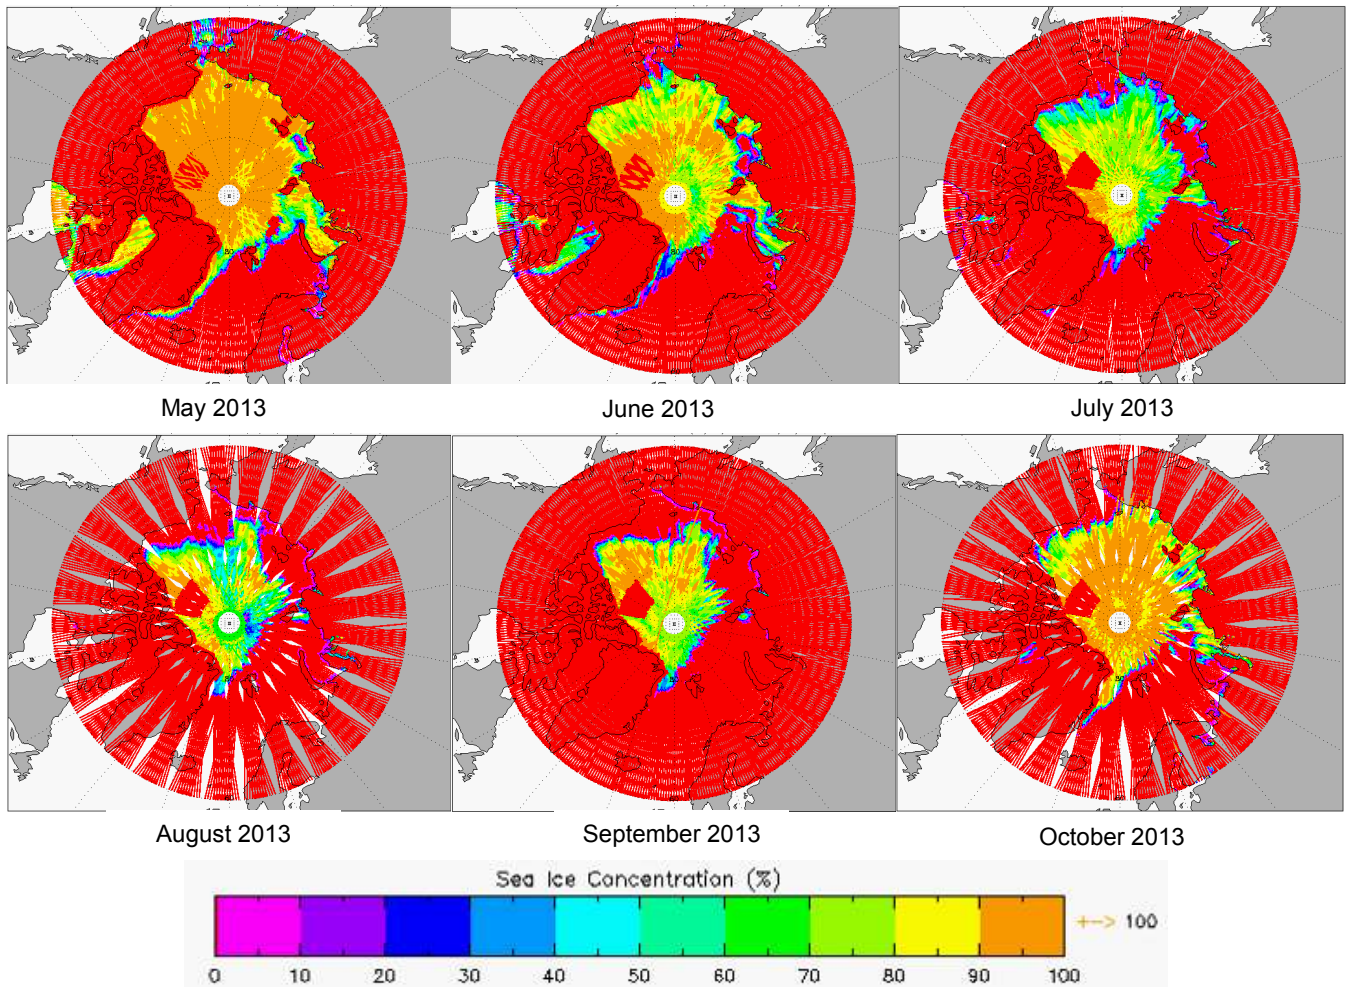 May 2013
June 2013
July 2013
August 2013
September 2013
October 2013
Sea Ice Concentration (%)
+--> 100
0 10 20 30 40 50 60 70 80 90 100